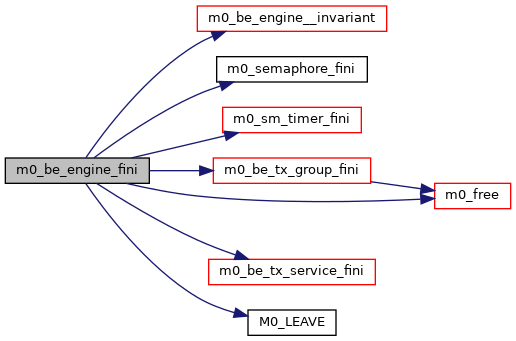 m0_be_engine__invariant
m0_semaphore_fini
m0_sm_timer_fini
m0_be_engine_fini
m0_be_tx_group_fini
m0_free
m0_be_tx_service_fini
M0_LEAVE